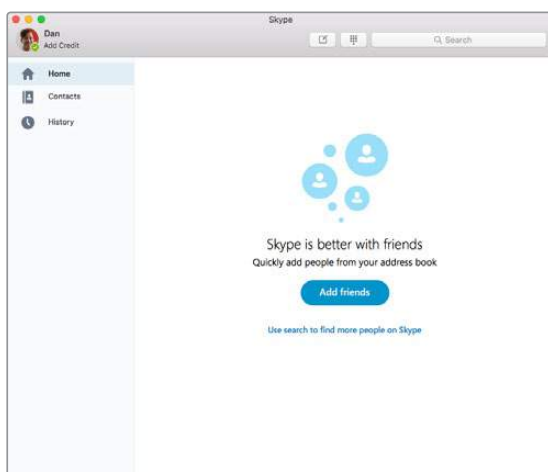 Skype
Dan
Add Credit
Search
Home
Contacts
History
Skype is better with friends
Quickly add people from your address book
Add friends
Use search to find more people on Skype